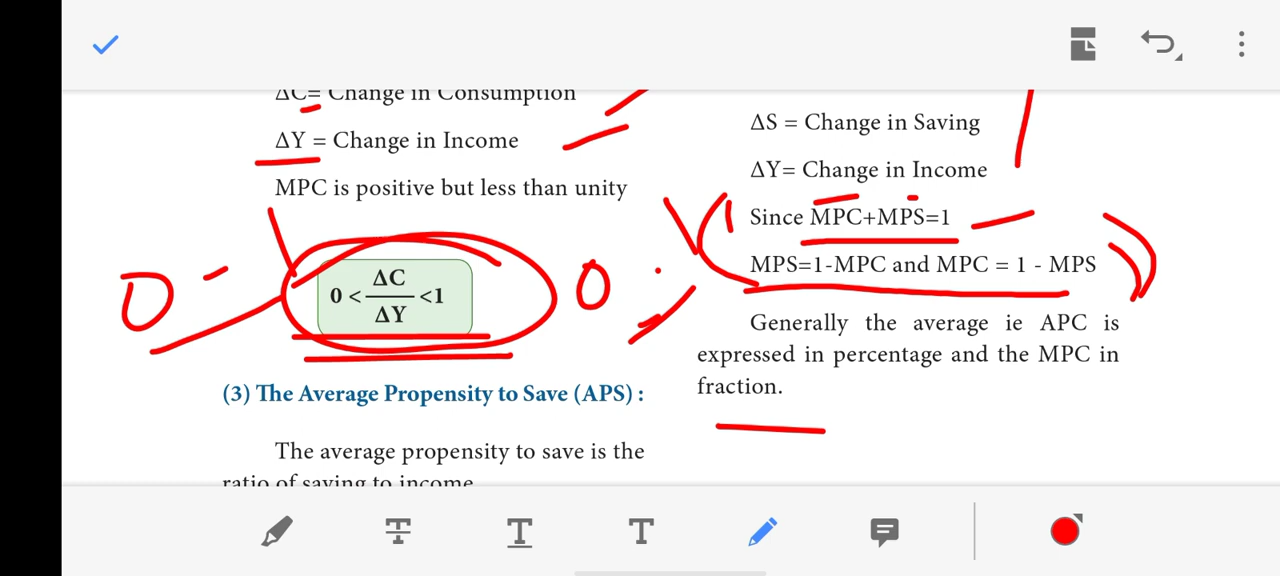 ΔC= Change in Consumption
ΔY = Change in Income
MPC is positive but less than unity
0 < ΔC/ΔY <1
(3) The Average Propensity to Save (APS) :
The average propensity to save is the
ratio of saving to income
ΔS = Change in Saving
ΔY= Change in Income
Since MPC+MPS=1
MPS=1-MPC and MPC = 1 - MPS
Generally the average ie APC is
expressed in percentage and the MPC in
fraction.